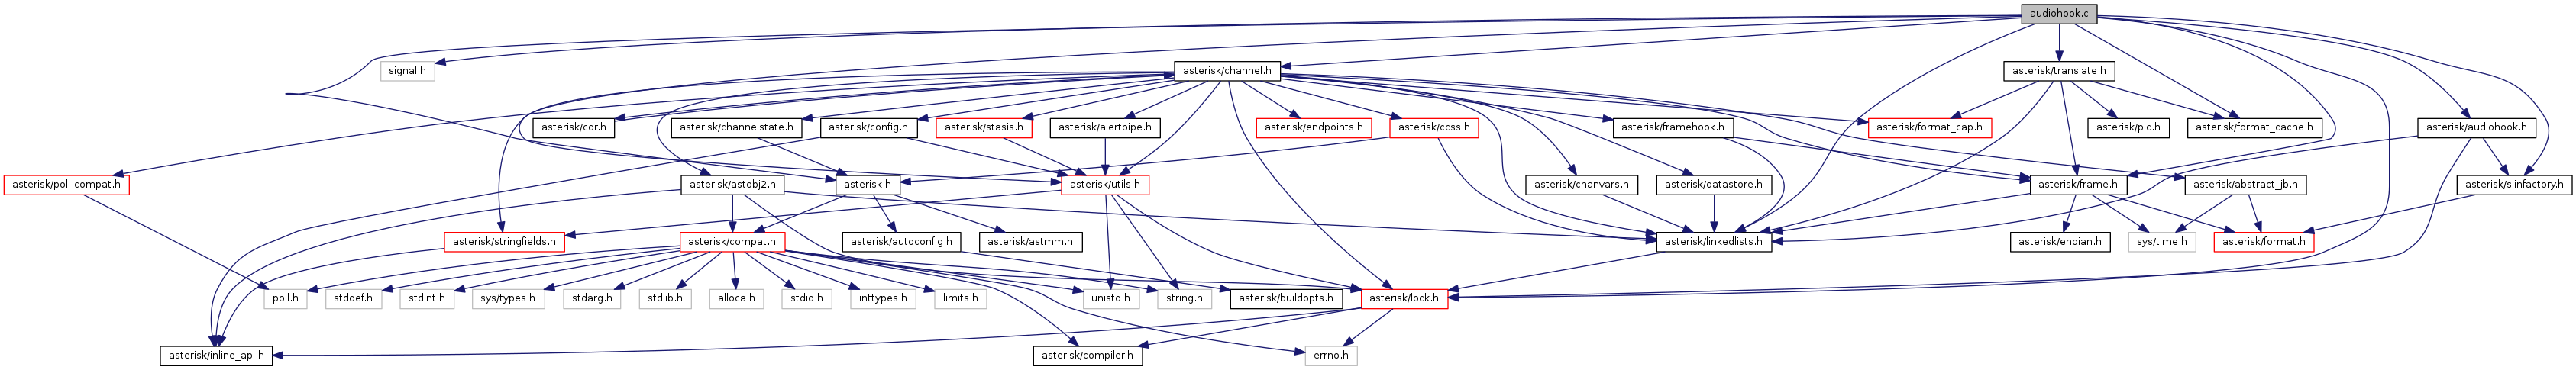 audiohook.c
signal.h
asterisk/channel.h
asterisk/translate.h
asterisk/cdr.h
asterisk/channelstate.h
asterisk/config.h
asterisk/stasis.h
asterisk/alertpipe.h
asterisk/endpoints.h
asterisk/ccss.h
asterisk/framehook.h
asterisk/format_cap.h
asterisk/plc.h
asterisk/format_cache.h
asterisk/audiohook.h
asterisk/poll-compat.h
asterisk/astobj2.h
asterisk.h
asterisk/utils.h
asterisk/chanvars.h
asterisk/datastore.h
asterisk/frame.h
asterisk/abstract_jb.h
asterisk/slinfactory.h
asterisk/stringfields.h
asterisk/compat.h
asterisk/autoconfig.h
asterisk/astmm.h
asterisk/linkedlists.h
asterisk/endian.h
sys/time.h
asterisk/format.h
poll.h
stddef.h
stdint.h
sys/types.h
stdarg.h
stdlib.h
alloca.h
stdio.h
inttypes.h
limits.h
unistd.h
string.h
asterisk/buildopts.h
asterisk/lock.h
asterisk/inline_api.h
asterisk/compiler.h
errno.h